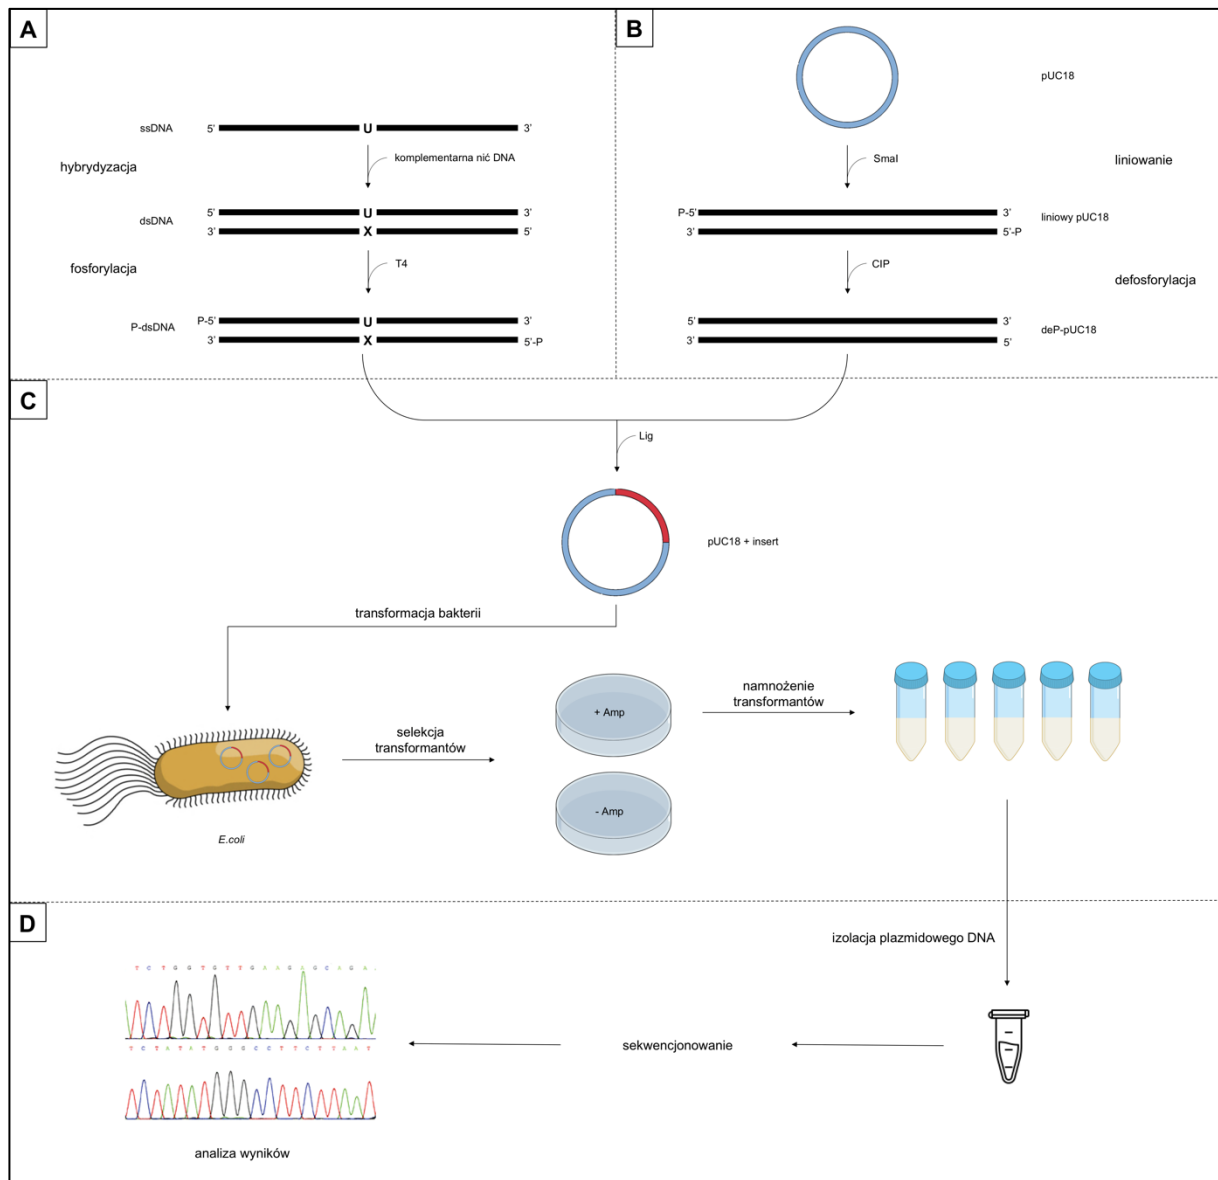 A
ssDNA 5' U 3'
hybrydyzacja
komplementarna nić DNA
5' U 3'
dsDNA
3' X 5'
fosforylacja
T4
P-5' U 3'
P-dsDNA
3' X 5'-P
B
pUC18
SmaI
liniowanie
P-5' 3'
liniowy pUC18
3' 5'-P
CIP
defosforylacja
5' 3'
deP-pUC18
3' 5'
C
Lig
pUC18 + insert
transformacja bakterii
E.coli
selekcja
transformantów
+ Amp
- Amp
namnożenie
transformantów
D
izolacja plazmidowego DNA
sekwencjonowanie
T C T G G T G T T G A A G A G C A G A
analiza wyników